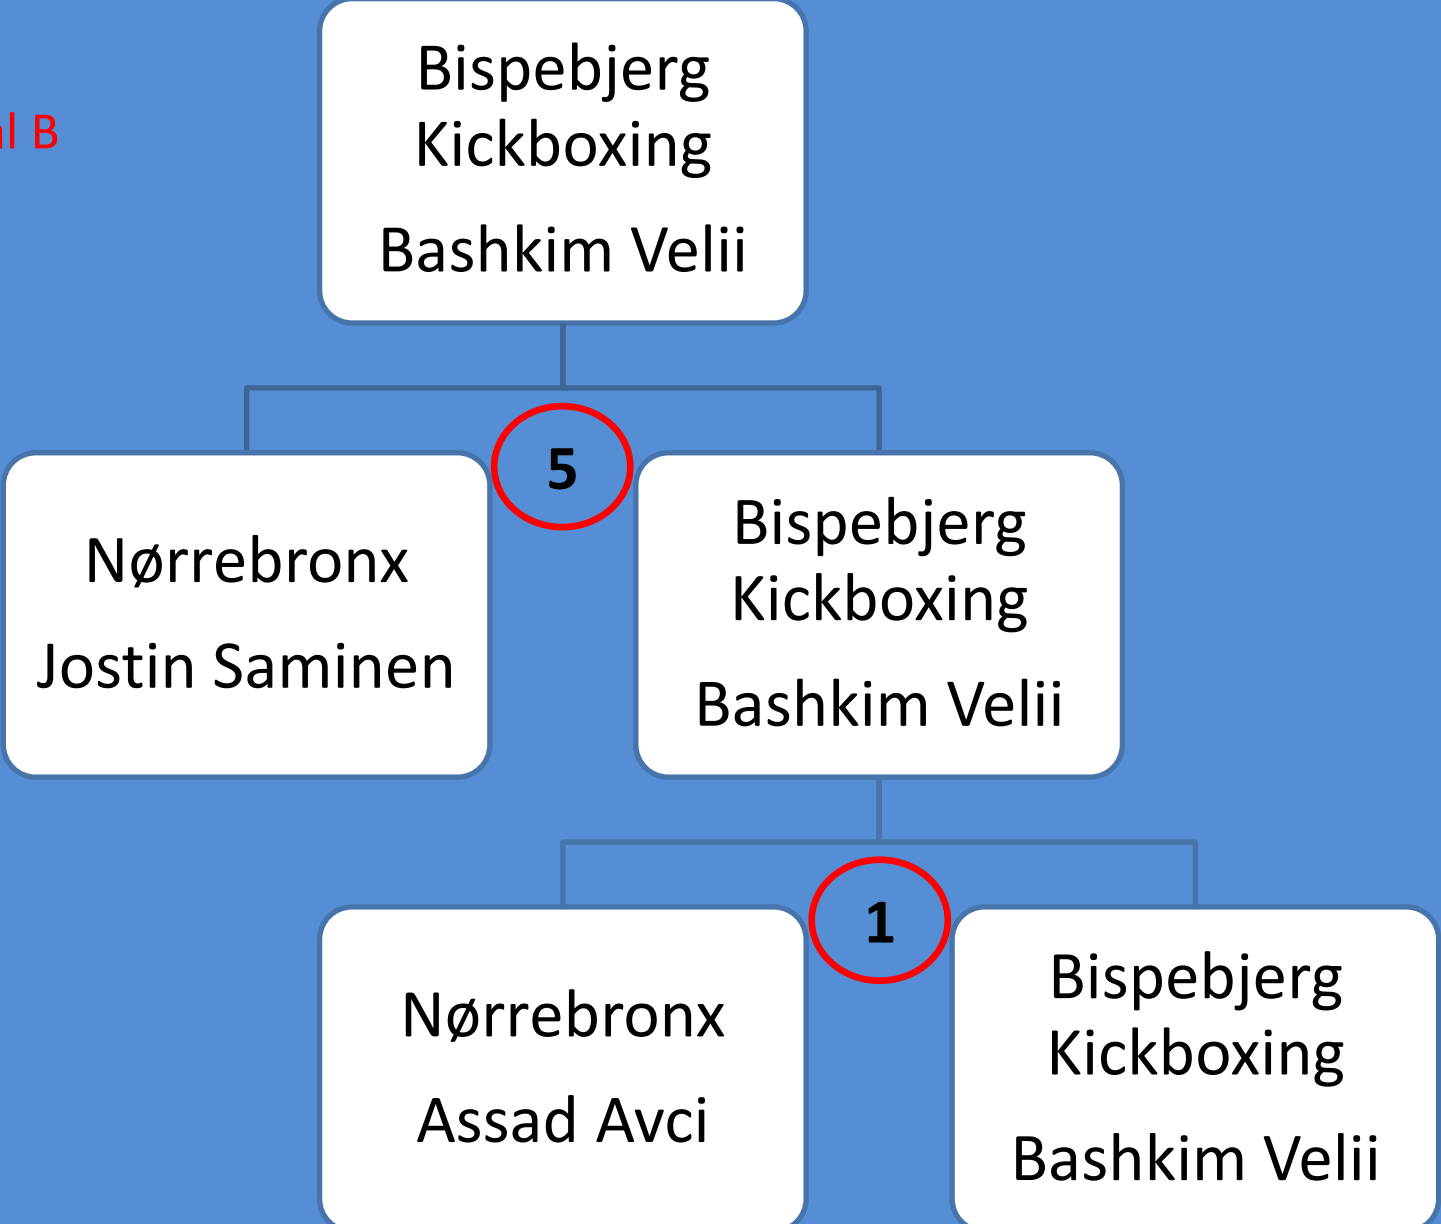 Bispebjerg
Kickboxing
Bashkim Velii
B
5
Nørrebronx
Jostin Saminen
Bispebjerg
Kickboxing
Bashkim Velii
1
Nørrebronx
Assad Avci
Bispebjerg
Kickboxing
Bashkim Velii